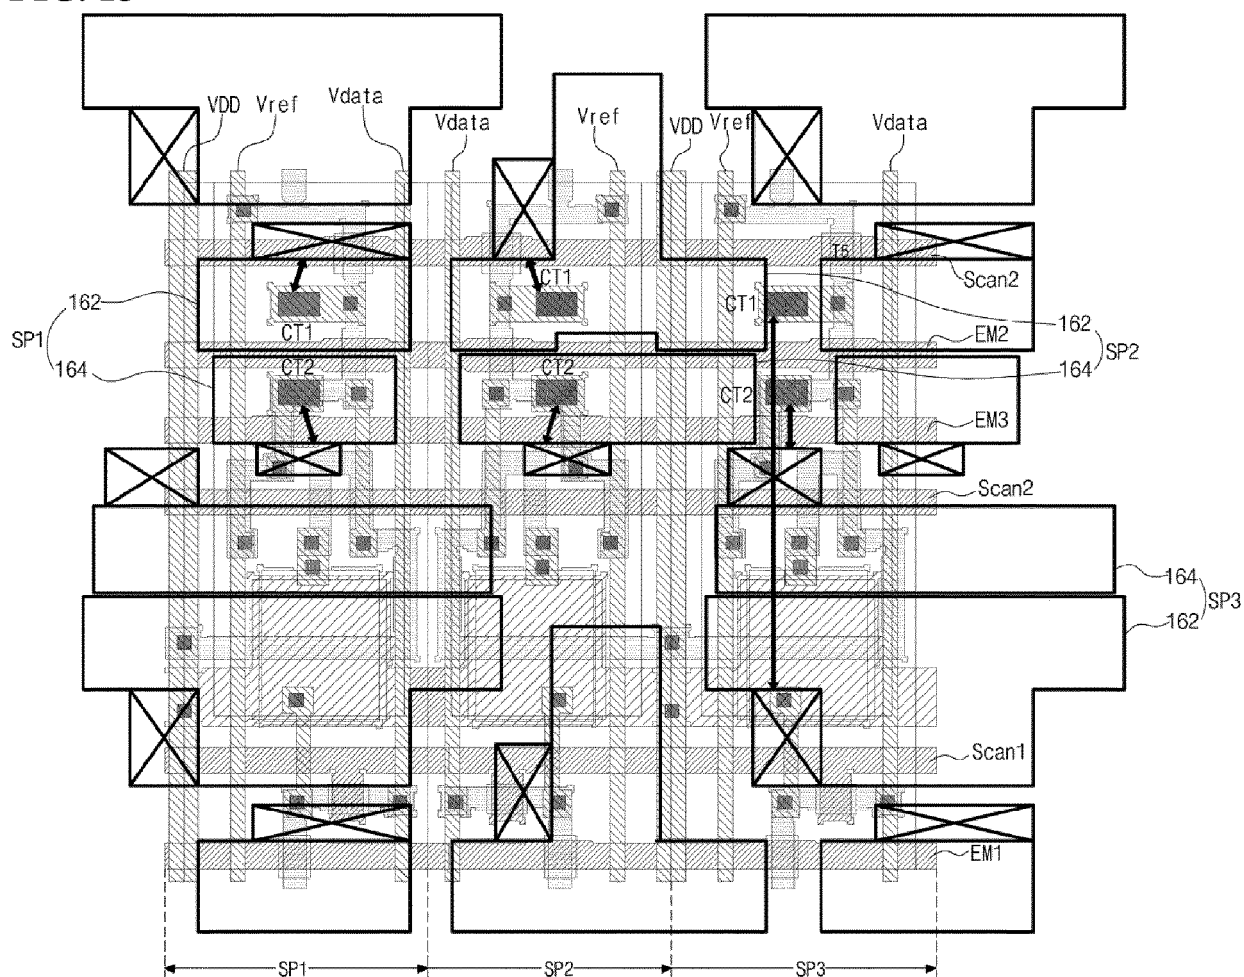 VDD Vref Vdata Vdata Vref VDD Vref Vdata
T5
Scan2
CT1
CT1
CT1
162
SP1
164
162
SP2
164
EM2
CT2
CT2
CT2
EM3
Scan2
164
SP3
162
Scan1
EM1
SP1 SP2 SP3